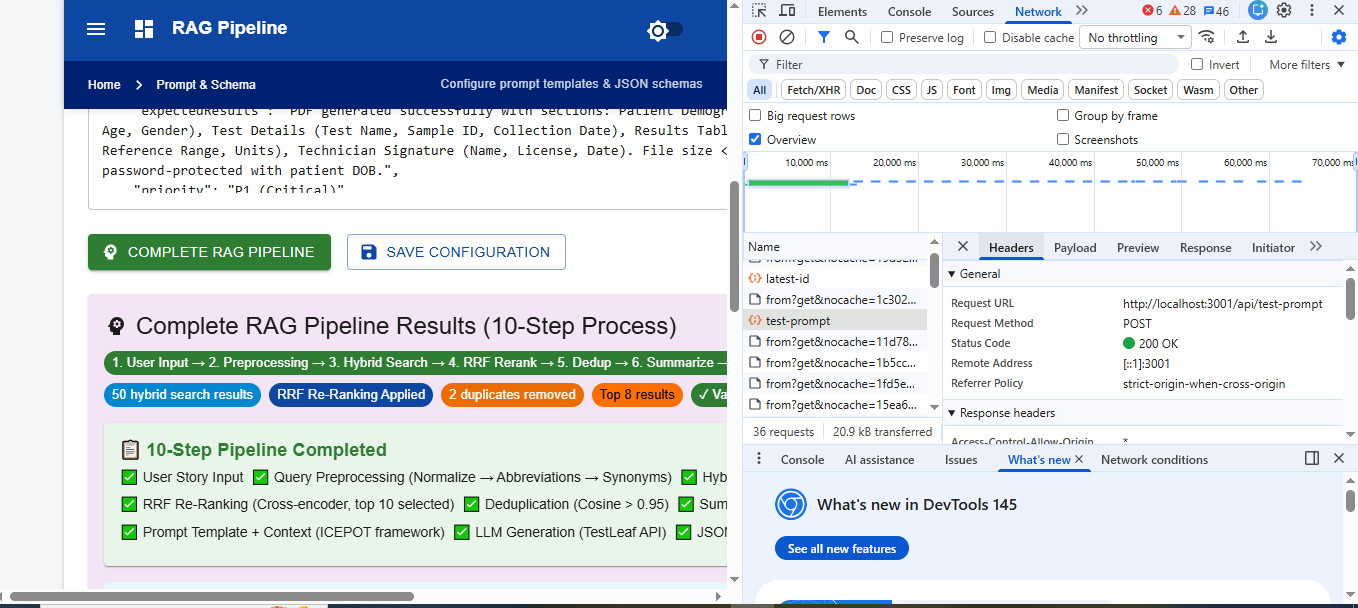 RAG Pipeline
Home > Prompt & Schema
Configure prompt templates & JSON schemas
"expectedResults": "PDF generated successfully with sections: Patient Demogr
Age, Gender), Test Details (Test Name, Sample ID, Collection Date), Results Tabl
Reference Range, Units), Technician Signature (Name, License, Date). File size <
password-protected with patient DOB.",
"priority": "P1 (Critical)"
COMPLETE RAG PIPELINE
SAVE CONFIGURATION
Complete RAG Pipeline Results (10-Step Process)
1. User Input → 2. Preprocessing → 3. Hybrid Search → 4. RRF Rerank → 5. Dedup → 6. Summarize →
50 hybrid search results
RRF Re-Ranking Applied
2 duplicates removed
Top 8 results
✓ Va
10-Step Pipeline Completed
✅ User Story Input ✅ Query Preprocessing (Normalize → Abbreviations → Synonyms) ✅ Hyb
✅ RRF Re-Ranking (Cross-encoder, top 10 selected) ✅ Deduplication (Cosine > 0.95) ✅ Sum
✅ Prompt Template + Context (ICEPOT framework) ✅ LLM Generation (TestLeaf API) ✅ JSON
Elements Console Sources Network 6 28 46
Preserve log Disable cache No throttling
Filter Invert More filters
All Fetch/XHR Doc CSS JS Font Img Media Manifest Socket Wasm Other
Big request rows Group by frame
Overview Screenshots
10,000 ms 20,000 ms 30,000 ms 40,000 ms 50,000 ms 60,000 ms 70,000 ms
Name
latest-id
from?get&nocache=1c302...
test-prompt
from?get&nocache=11d78...
from?get&nocache=1b5cc...
from?get&nocache=1fd5e...
from?get&nocache=15ea6...
36 requests 20.9 kB transferred
Headers Payload Preview Response Initiator
General
Request URL http://localhost:3001/api/test-prompt
Request Method POST
Status Code 200 OK
Remote Address [::1]:3001
Referrer Policy strict-origin-when-cross-origin
Response headers
Access-Control-Allow-Origin *
Console AI assistance Issues What's new Network conditions
What's new in DevTools 145
See all new features